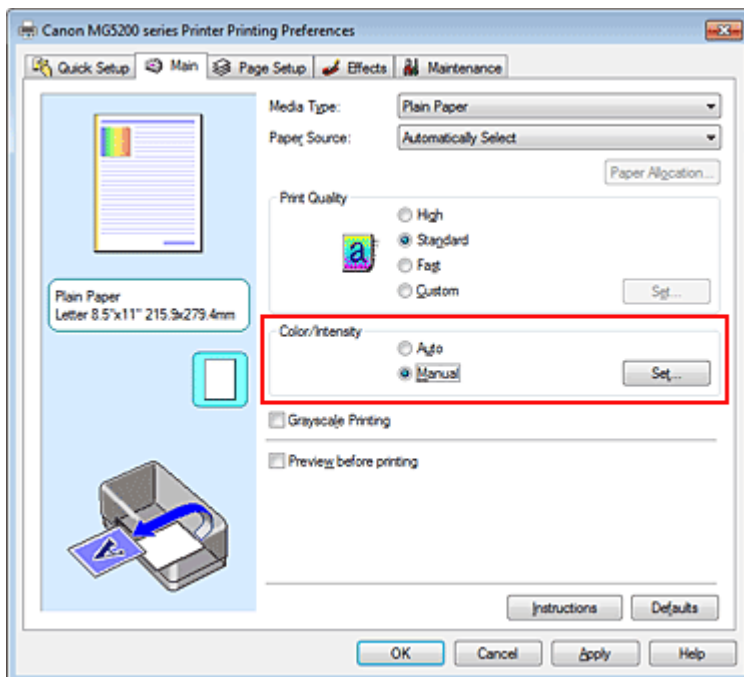 Canon MG5200 series Printer Printing Preferences
Quick Setup Main Page Setup Effects Maintenance
Media Type: Plain Paper
Paper Source: Automatically Select
Paper Allocation...
Print Quality
High
Standard
Fast
Custom Set...
Plain Paper
Letter 8.5"x11" 215.9x279.4mm
Color/Intensity
Auto
Manual Set...
Grayscale Printing
Preview before printing
Instructions Defaults
OK Cancel Apply Help